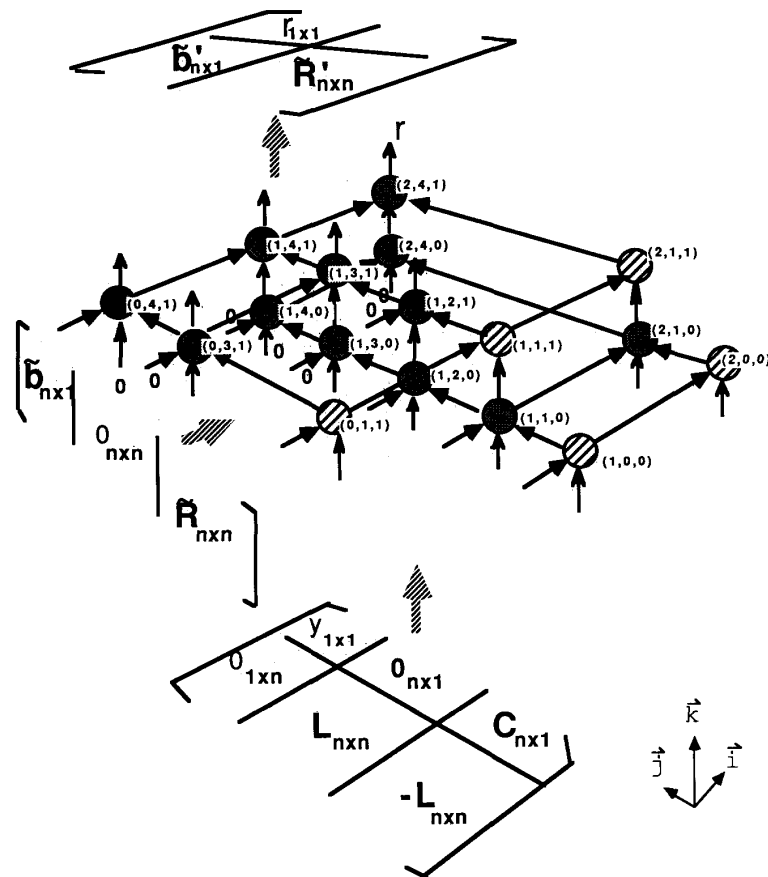 r1x1
b̃'nx1
R̃'nxn
r
(2,4,1)
(1,4,1)
(2,4,0)
(1,3,1)
(2,1,1)
(0,4,1)
0
(1,4,0)
0
(1,2,1)
(0,3,1)
0
(1,3,0)
(1,1,1)
(2,1,0)
(2,0,0)
b̃nx1
0
0
(1,2,0)
(0,1,1)
(1,1,0)
(1,0,0)
0nxn
R̃nxn
y1x1
01xn
0nx1
Lnxn
Cnx1
-Lnxn
k⃗
j⃗
i⃗